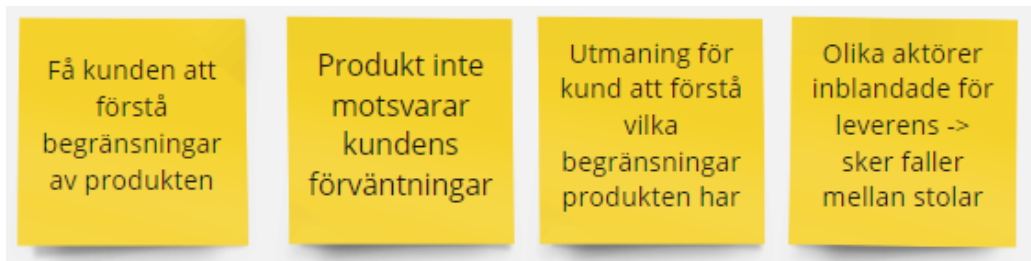 Få kunden att
förstå
begränsningar
av produkten
Produkt inte
motsvarar
kundens
förväntningar
Utmaning för
kund att förstå
vilka
begränsningar
produkten har
Olika aktörer
inblandade för
leverens ->
sker faller
mellan stolar